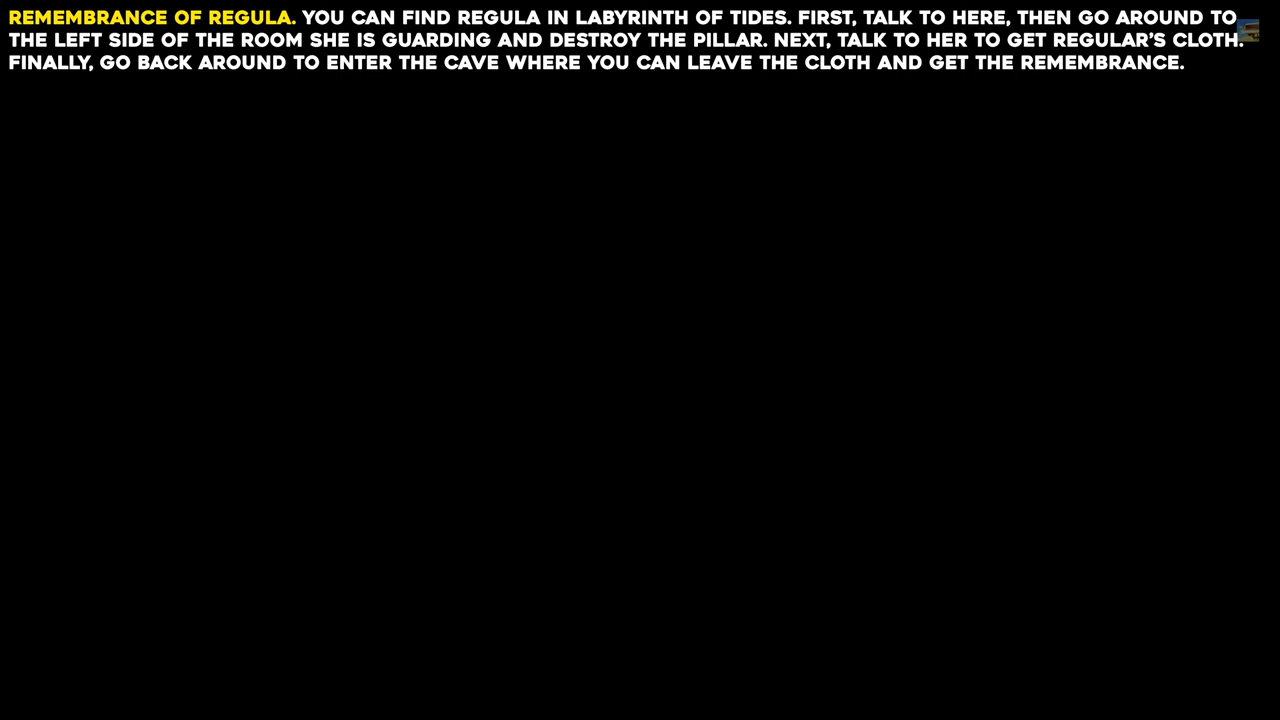 REMEMBRANCE OF REGULA. YOU CAN FIND REGULA IN LABYRINTH OF TIDES. FIRST, TALK TO HERE, THEN GO AROUND TO
THE LEFT SIDE OF THE ROOM SHE IS GUARDING AND DESTROY THE PILLAR. NEXT, TALK TO HER TO GET REGULAR'S CLOTH.
FINALLY, GO BACK AROUND TO ENTER THE CAVE WHERE YOU CAN LEAVE THE CLOTH AND GET THE REMEMBRANCE.